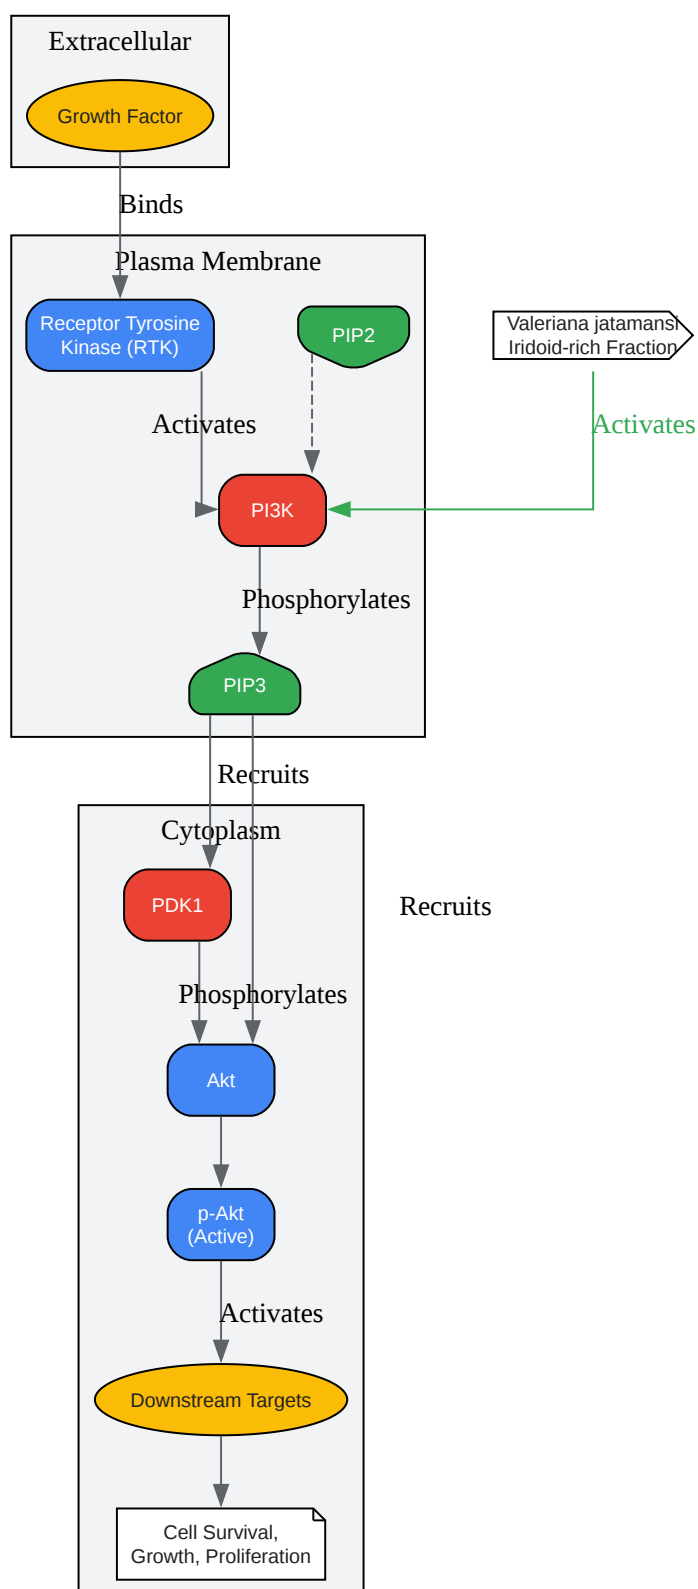 Extracellular
Growth Factor
Binds
Plasma Membrane
Receptor Tyrosine
Kinase (RTK)
PIP2
Valeriana jatamansi
Iridoid-rich Fraction
Activates
Activates
PI3K
Phosphorylates
PIP3
Recruits
Cytoplasm
PDK1
Recruits
Phosphorylates
Akt
p-Akt
(Active)
Activates
Downstream Targets
Cell Survival,
Growth, Proliferation